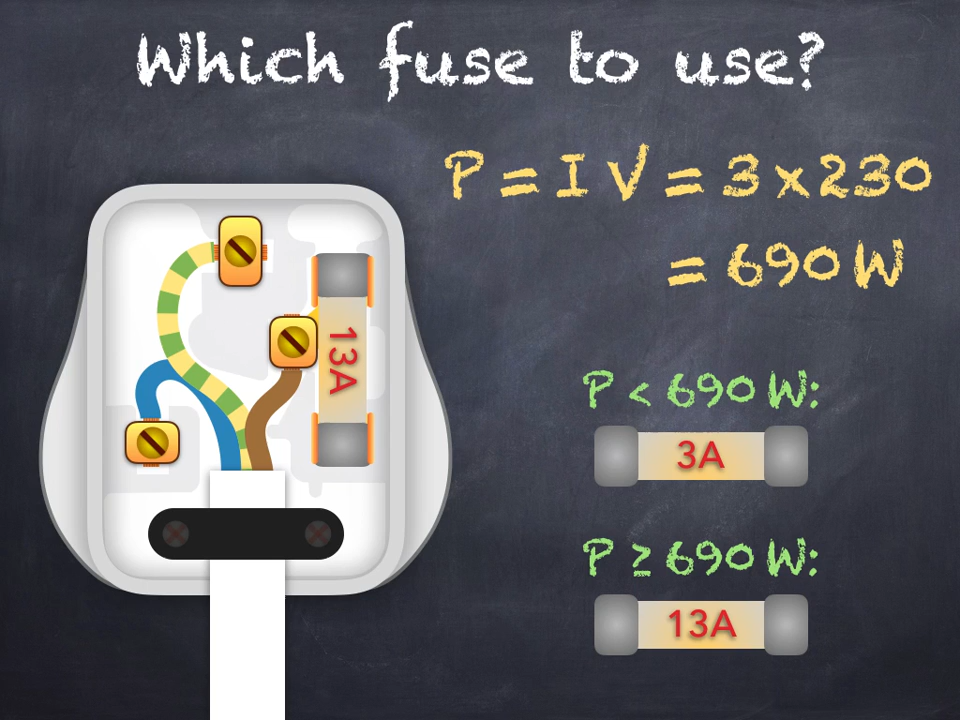 Which fuse to use?
P = I V = 3 x 230
= 690 W
13A
P < 690 W:
3A
P ≥ 690 W:
13A